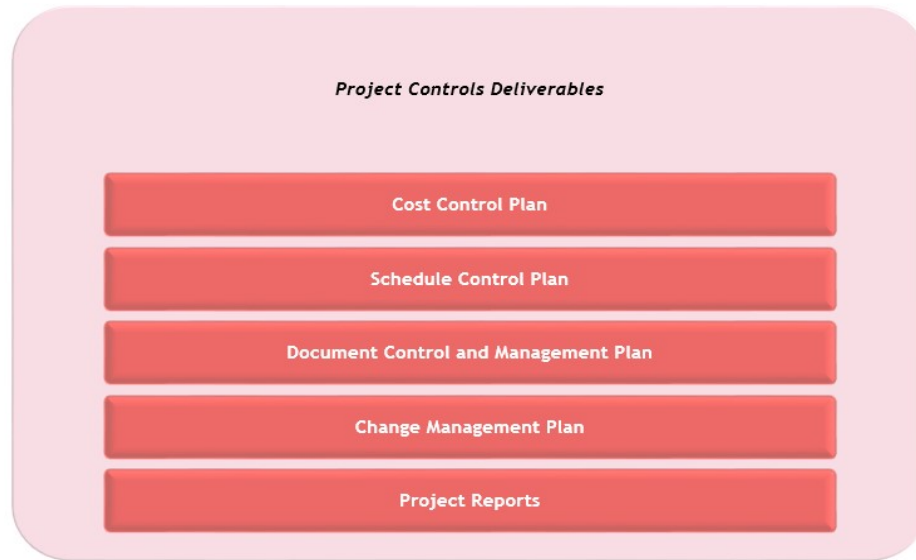 Project Controls Deliverables
Cost Control Plan
Schedule Control Plan
Document Control and Management Plan
Change Management Plan
Project Reports